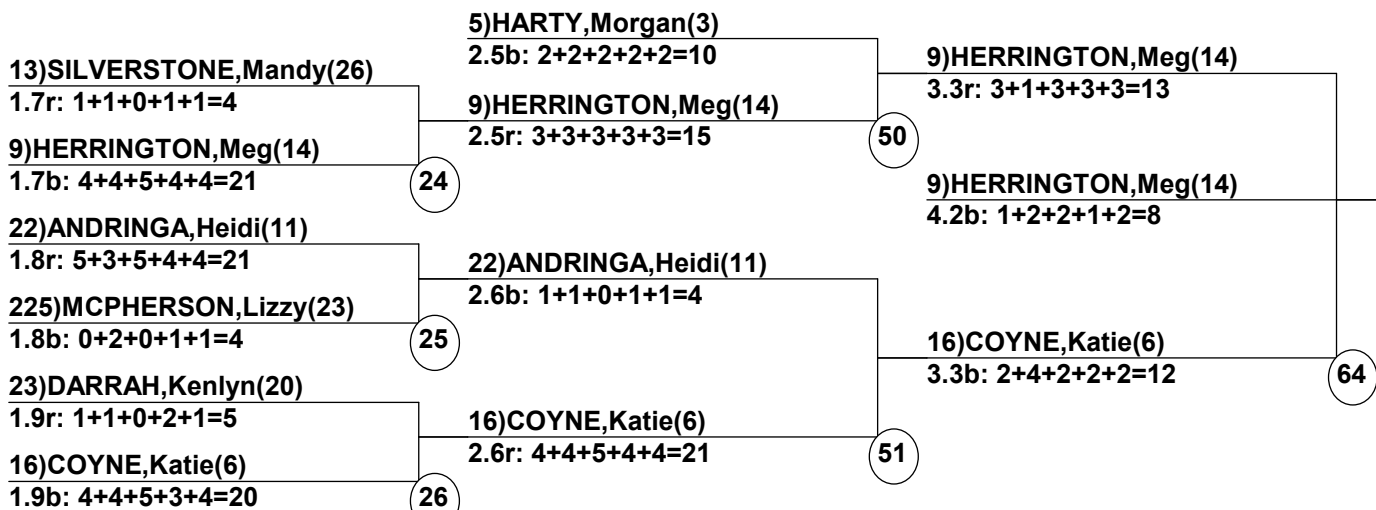 13)SILVERSTONE,Mandy(26)
1.7r: 1+1+0+1+1=4
9)HERRINGTON,Meg(14)
1.7b: 4+4+5+4+4=21
24
22)ANDRINGA,Heidi(11)
1.8r: 5+3+5+4+4=21
225)MCPHERSON,Lizzy(23)
1.8b: 0+2+0+1+1=4
25
23)DARRAH,Kenlyn(20)
1.9r: 1+1+0+2+1=5
16)COYNE,Katie(6)
1.9b: 4+4+5+3+4=20
26
5)HARTY,Morgan(3)
2.5b: 2+2+2+2+2=10
9)HERRINGTON,Meg(14)
2.5r: 3+3+3+3+3=15
50
22)ANDRINGA,Heidi(11)
2.6b: 1+1+0+1+1=4
16)COYNE,Katie(6)
2.6r: 4+4+5+4+4=21
51
9)HERRINGTON,Meg(14)
3.3r: 3+1+3+3+3=13
9)HERRINGTON,Meg(14)
4.2b: 1+2+2+1+2=8
16)COYNE,Katie(6)
3.3b: 2+4+2+2+2=12
64